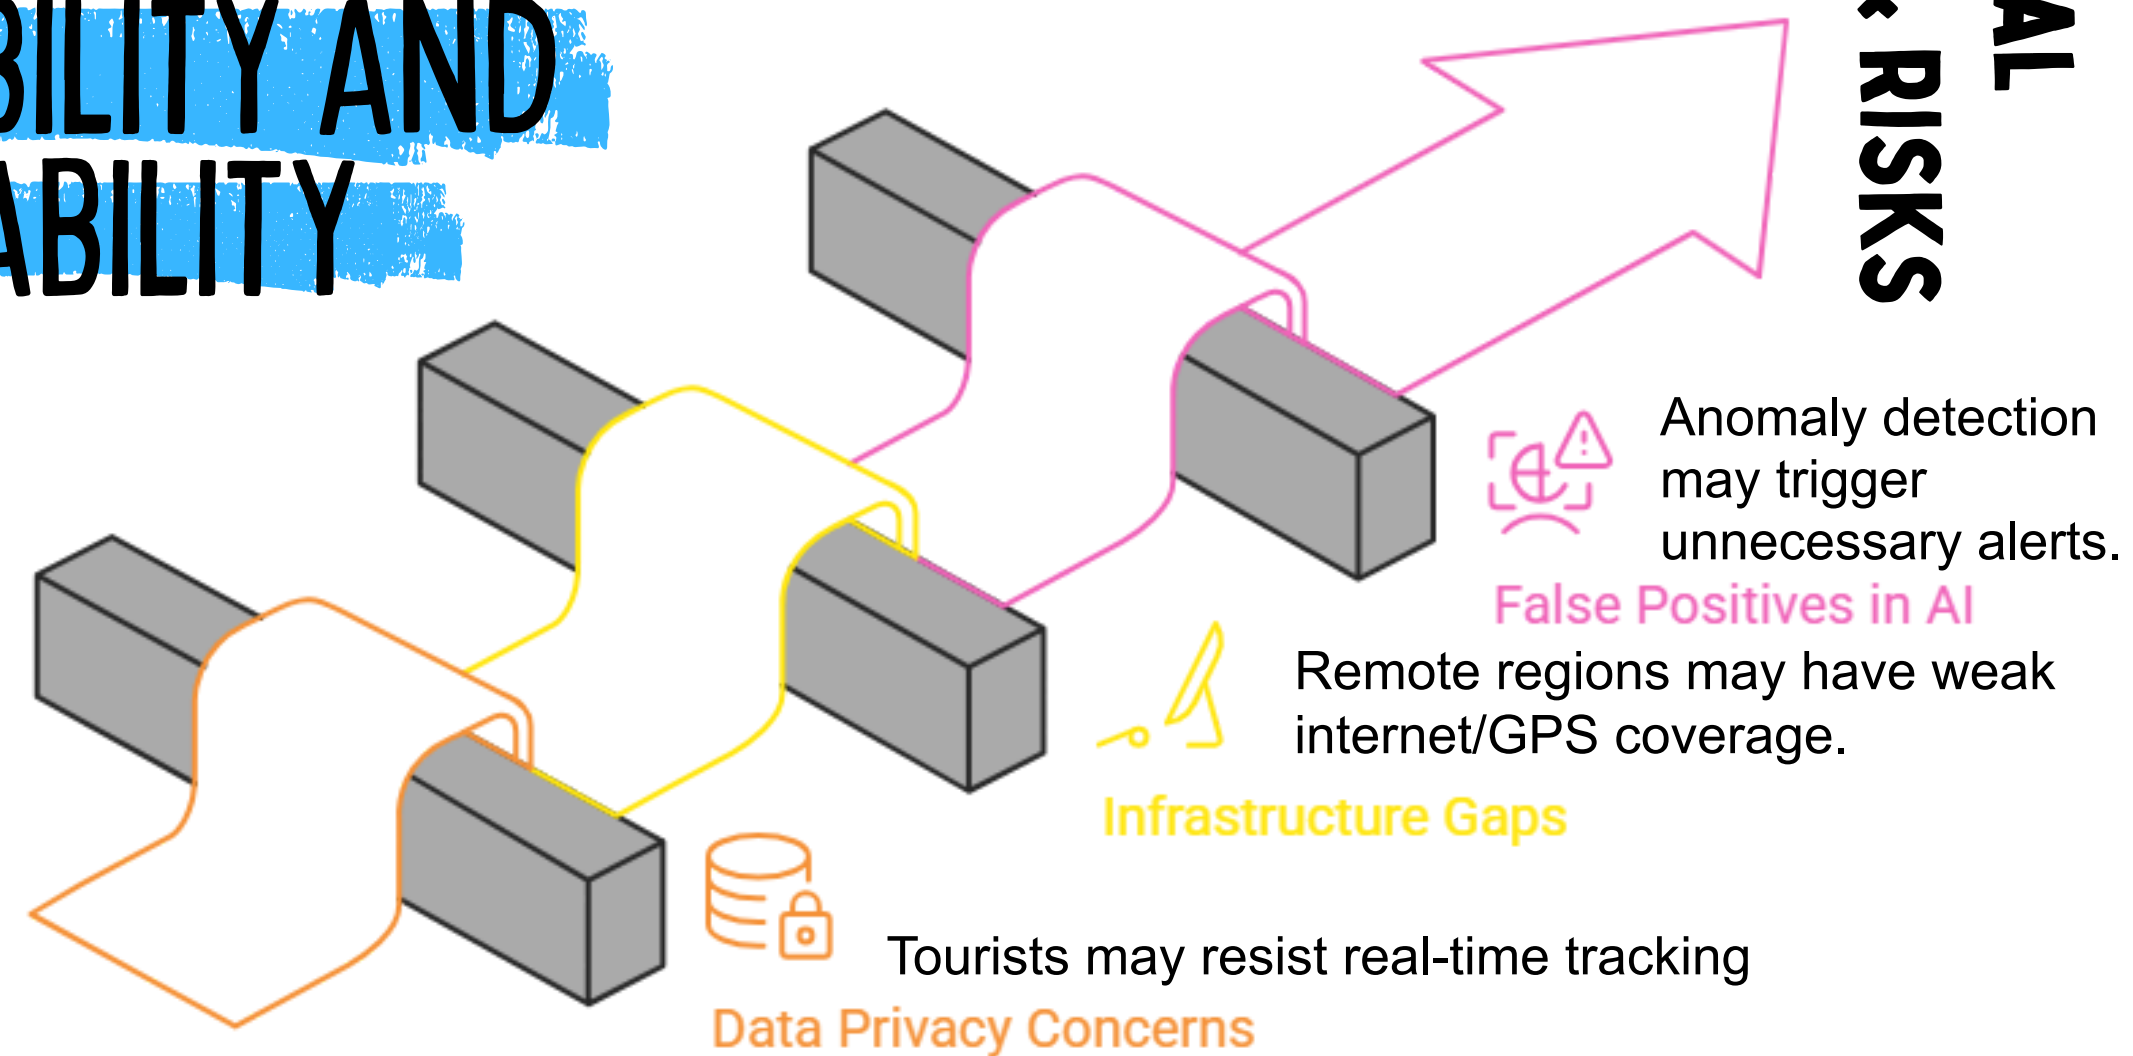 BILITY AND
ABILITY
AL
RISKS
Anomaly detection
may trigger
unnecessary alerts.
False Positives in AI
Remote regions may have weak
internet/GPS coverage.
Infrastructure Gaps
Tourists may resist real-time tracking
Data Privacy Concerns